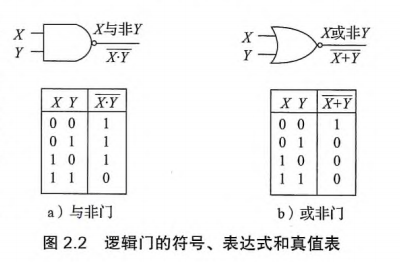 X
Y
X与非Y
$\overline{X \cdot Y}$
X Y $\overline{X \cdot Y}$
0 0 1
0 1 1
1 0 1
1 1 0
a）与非门
X
Y
X或非Y
$\overline{X+Y}$
X Y $\overline{X+Y}$
0 0 1
0 1 0
1 0 0
1 1 0
b）或非门
图 2.2 逻辑门的符号、表达式和真值表